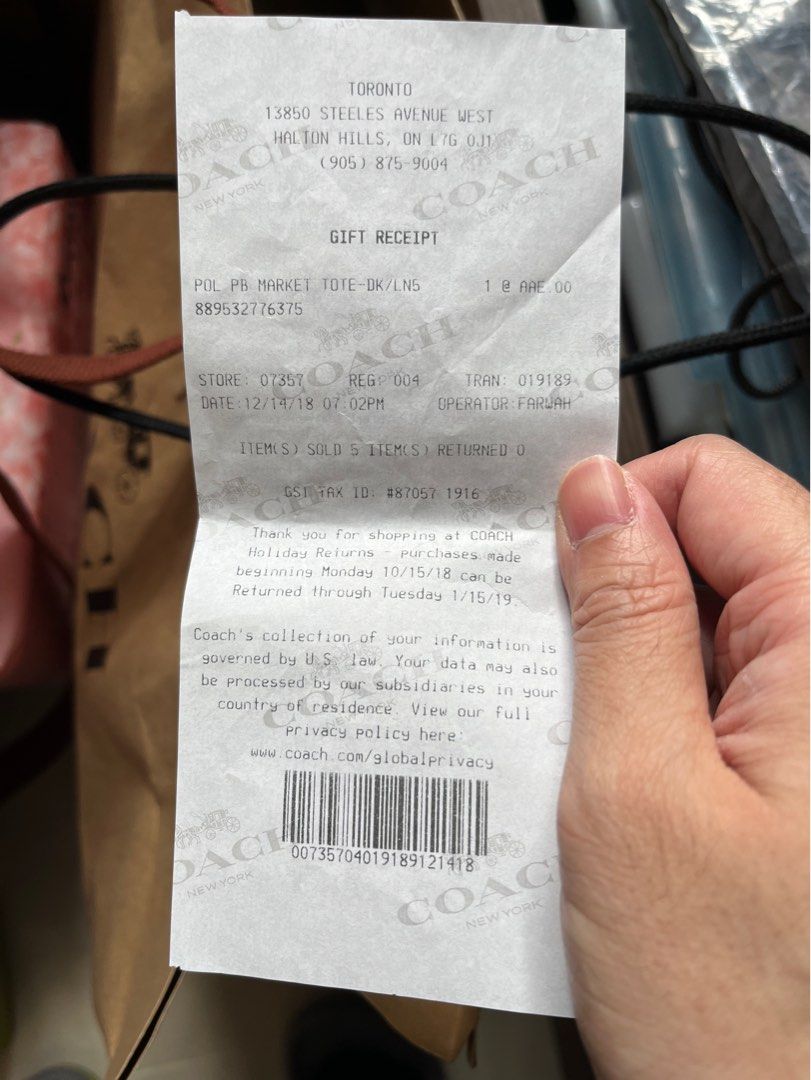 TORONTO
13850 STEELES AVENUE WEST
HALTON HILLS, ON L7G 0J1
(905) 875-9004
GIFT RECEIPT
POL PB MARKET TOTE-DK/LN5 1 @ AAE.00
889532776375
STORE: 07357 REG: 004 TRAN: 019189
DATE:12/14/18 07:02PM OPERATOR:FARWAH
ITEM(S) SOLD 5 ITEM(S) RETURNED 0
GST TAX ID: #87057 1916
Thank you for shopping at COACH
Holiday Returns - purchases made
beginning Monday 10/15/18 can be
Returned through Tuesday 1/15/19.
Coach's collection of your information is
governed by U.S. law. Your data may also
be processed by our subsidiaries in your
country of residence. View our full
privacy policy here:
www.coach.com/globalprivacy
00735704019189121418
COACH
NEW YORK